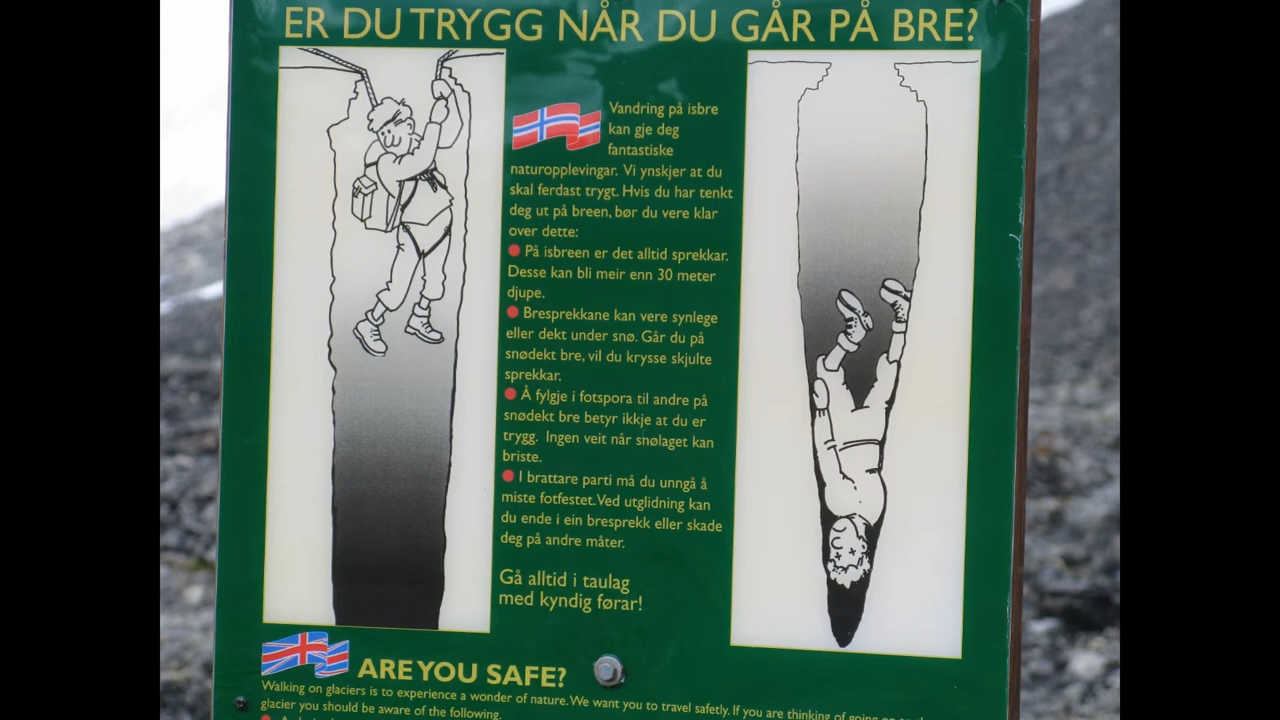 ER DU TRYGG NÅR DU GÅR PÅ BRE?
Vandring på isbre
kan gje deg
fantastiske
naturopplevingar. Vi ynskjer at du
skal ferdast trygt. Hvis du har tenkt
deg ut på breen, bør du vere klar
over dette:
På isbreen er det alltid sprekkar.
Desse kan bli meir enn 30 meter
djupe.
Bresprekkane kan vere synlege
eller dekt under snø. Går du på
snødekt bre, vil du krysse skjulte
sprekkar.
Å fylgje i fotspora til andre på
snødekt bre betyr ikkje at du er
trygg. Ingen veit når snølaget kan
briste.
I brattare parti må du unngå å
miste fotfestet. Ved utglidning kan
du ende i ein bresprekk eller skade
deg på andre måter.
Gå alltid i taulag
med kyndig førar!
ARE YOU SAFE?
Walking on glaciers is to experience a wonder of nature. We want you to travel safetly. If you are thinking of going
glacier you should be aware of the following.